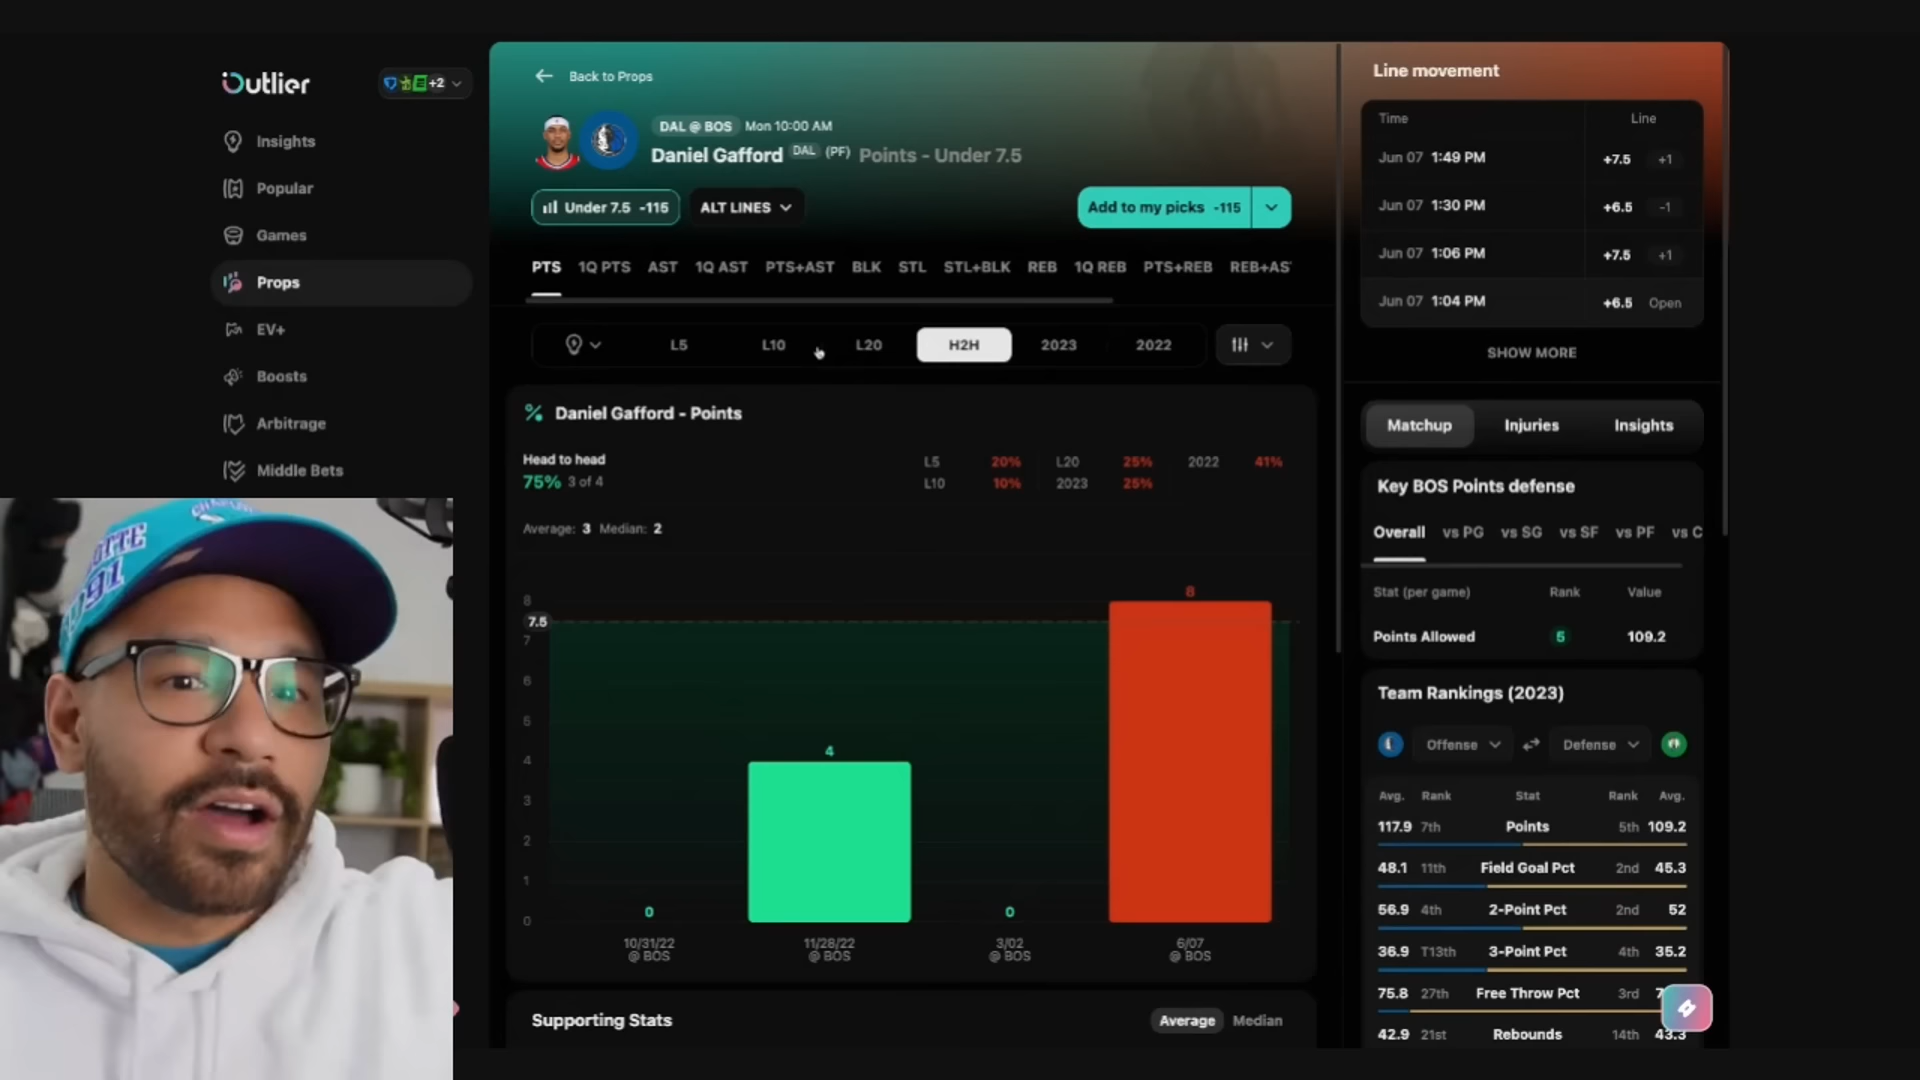 Outlier
+2
Insights
Popular
Games
Props
EV+
Boosts
Arbitrage
Middle Bets
Back to Props
DAL @ BOS Mon 10:00 AM
Daniel Gafford DAL (PF) Points - Under 7.5
Under 7.5 -115
ALT LINES
Add to my picks -115
PTS 1Q PTS AST 1Q AST PTS+AST BLK STL STL+BLK REB 1Q REB PTS+REB REB+AS
L5 L10 L20 H2H 2023 2022
Daniel Gafford - Points
Head to head
75% 3 of 4
L5 20% L20 25% 2022 41%
L10 10% 2023 25%
Average: 3 Median: 2
8
7.5
7
6
5
4
3
2
1
0
0
4
0
8
10/31/22
@ BOS
11/28/22
@ BOS
3/02
@ BOS
6/07
@ BOS
Supporting Stats
Average Median
Line movement
Time Line
Jun 07 1:49 PM +7.5 +1
Jun 07 1:30 PM +6.5 -1
Jun 07 1:06 PM +7.5 +1
Jun 07 1:04 PM +6.5 Open
SHOW MORE
Matchup Injuries Insights
Key BOS Points defense
Overall vs PG vs SG vs SF vs PF vs C
Stat (per game) Rank Value
Points Allowed 5 109.2
Team Rankings (2023)
Offense Defense
Avg. Rank Stat Rank Avg.
117.9 7th Points 5th 109.2
48.1 11th Field Goal Pct 2nd 45.3
56.9 4th 2-Point Pct 2nd 52
36.9 T13th 3-Point Pct 4th 35.2
75.8 27th Free Throw Pct 3rd 7
42.9 21st Rebounds 14th 43.3